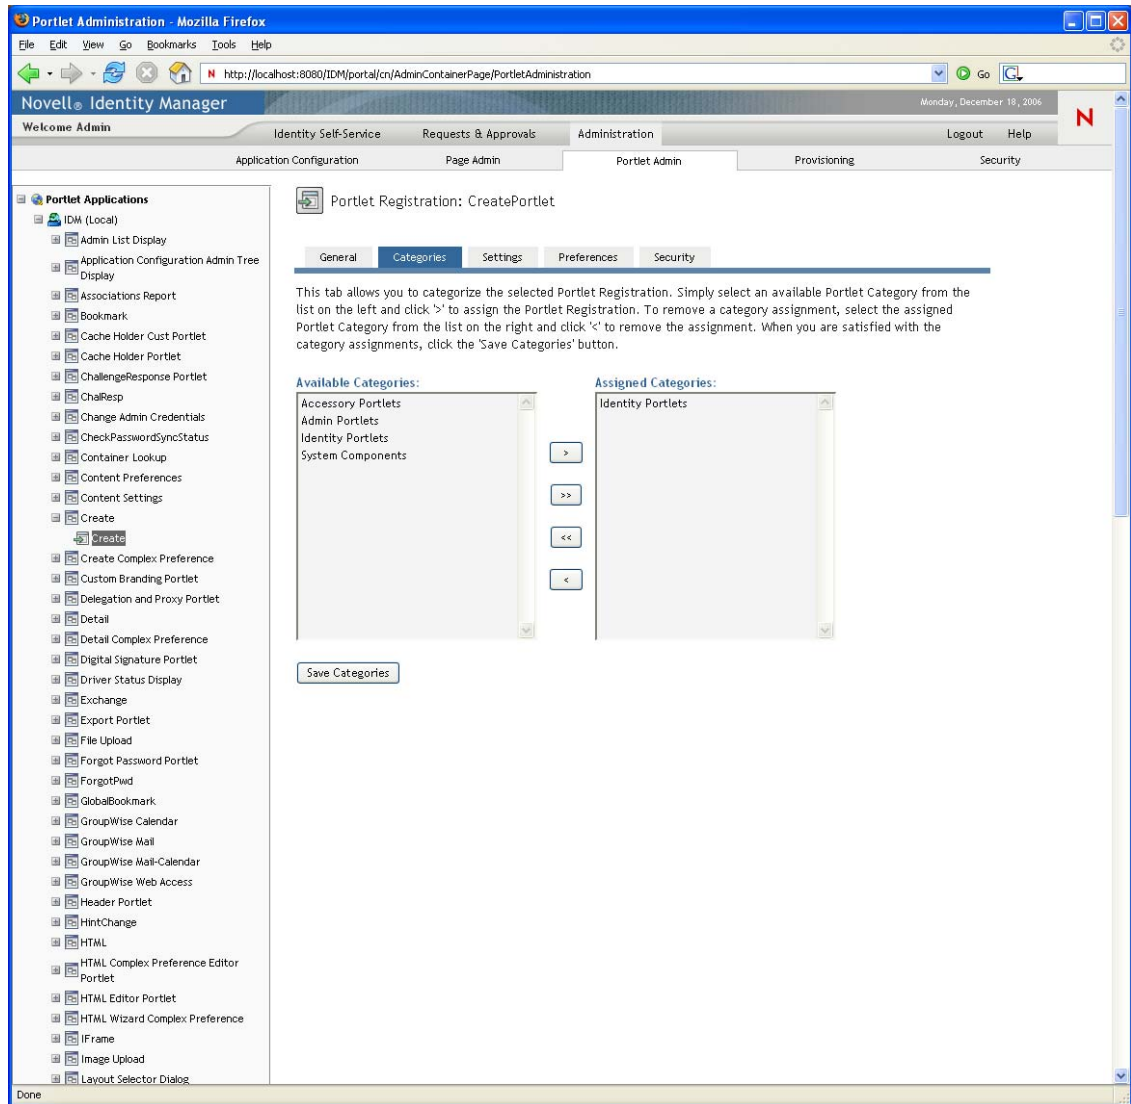 Portlet Administration - Mozilla Firefox
File Edit View Go Bookmarks Tools Help
N http://localhost:8080/IDM/portal/cn/AdminContainerPage/PortletAdministration Go G
Novell® Identity Manager Monday, December 18, 2006 N
Welcome Admin Identity Self-Service Requests & Approvals Administration Logout Help
Application Configuration Page Admin Portlet Admin Provisioning Security
Portlet Applications
IDM (Local)
Admin List Display
Application Configuration Admin Tree
Display
Associations Report
Bookmark
Cache Holder Cust Portlet
Cache Holder Portlet
ChallengeResponse Portlet
ChalResp
Change Admin Credentials
CheckPasswordSyncStatus
Container Lookup
Content Preferences
Content Settings
Create
Create
Create Complex Preference
Custom Branding Portlet
Delegation and Proxy Portlet
Detail
Detail Complex Preference
Digital Signature Portlet
Driver Status Display
Exchange
Export Portlet
File Upload
Forgot Password Portlet
ForgotPwd
GlobalBookmark
GroupWise Calendar
GroupWise Mail
GroupWise Mail-Calendar
GroupWise Web Access
Header Portlet
HintChange
HTML
HTML Complex Preference Editor
Portlet
HTML Editor Portlet
HTML Wizard Complex Preference
IFrame
Image Upload
Layout Selector Dialog
Portlet Registration: CreatePortlet
General Categories Settings Preferences Security
This tab allows you to categorize the selected Portlet Registration. Simply select an available Portlet Category from the
list on the left and click '>' to assign the Portlet Registration. To remove a category assignment, select the assigned
Portlet Category from the list on the right and click '<' to remove the assignment. When you are satisfied with the
category assignments, click the 'Save Categories' button.
Available Categories:
Accessory Portlets
Admin Portlets
Identity Portlets
System Components
>
>>
<<
<
Assigned Categories:
Identity Portlets
Save Categories
Done